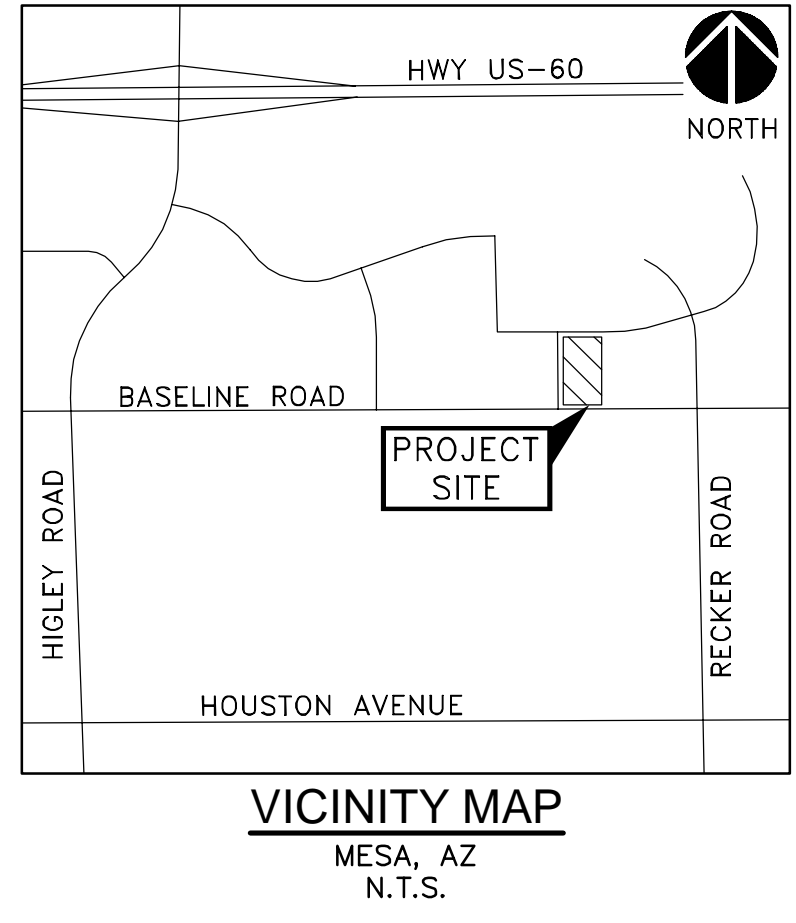 HWY US-60
NORTH
BASELINE ROAD
PROJECT
SITE
HIGLEY ROAD
RECKER ROAD
HOUSTON AVENUE
VICINITY MAP
MESA, AZ
N.T.S.